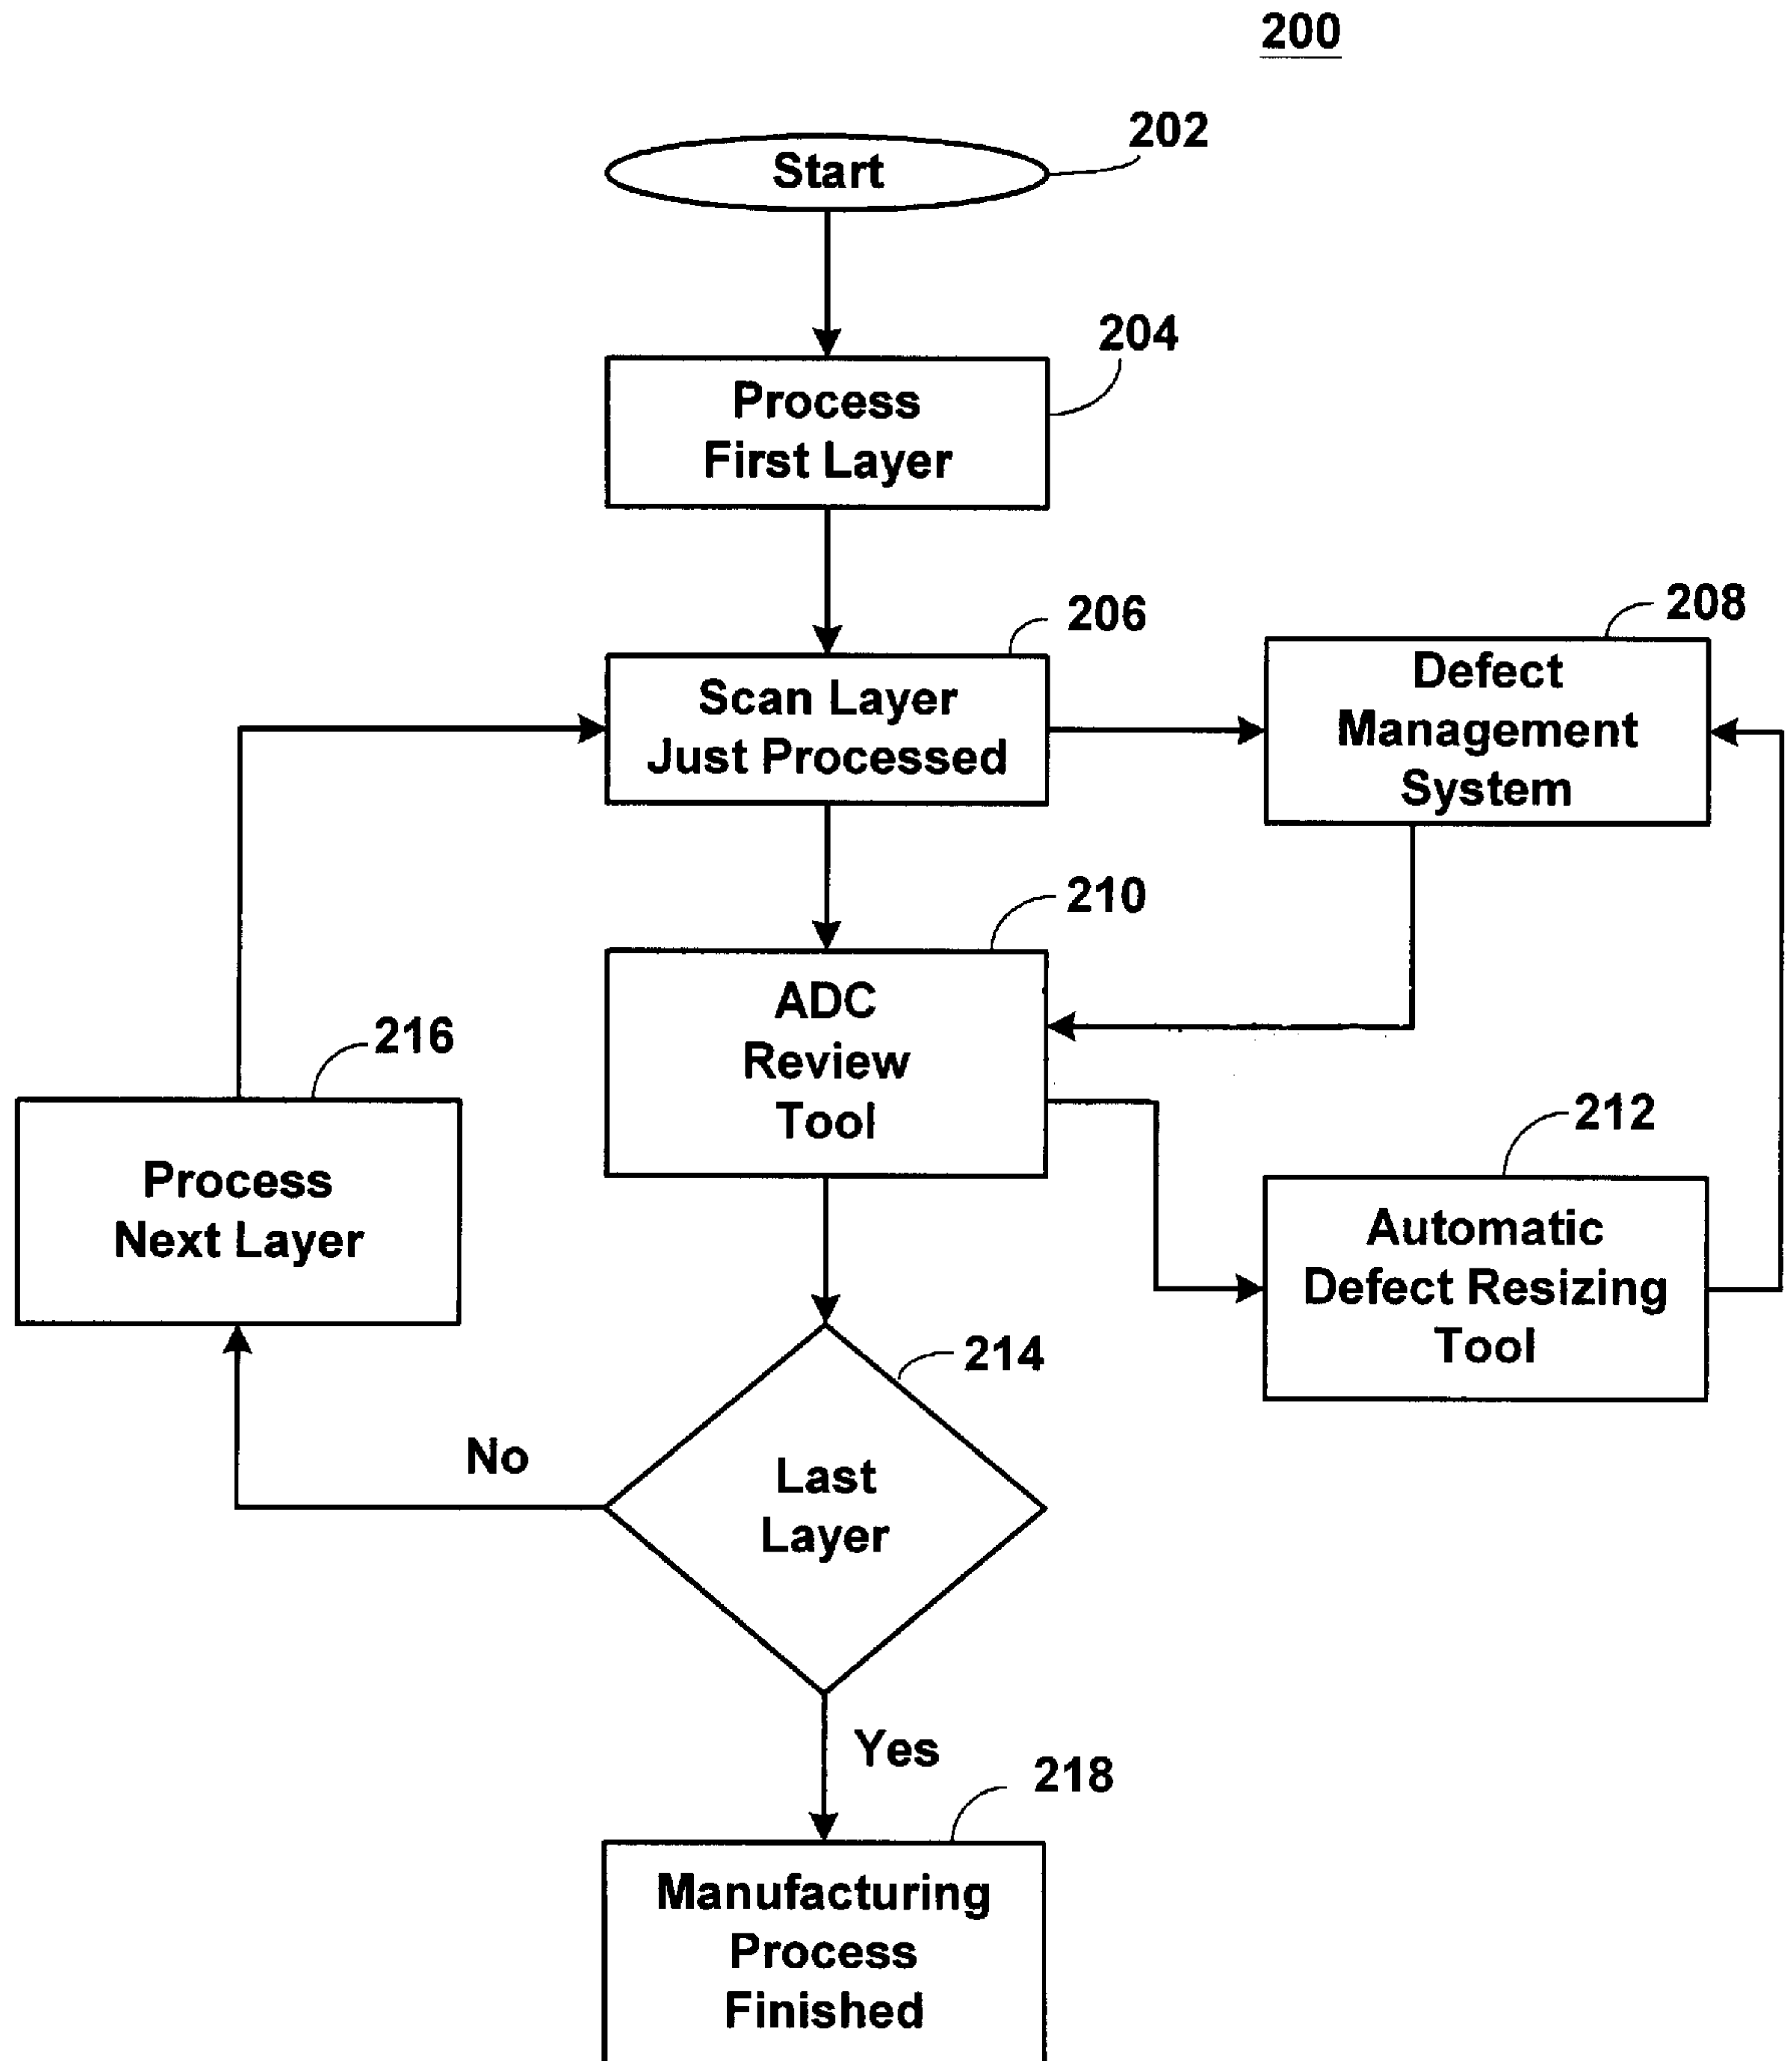 200
202
Start
204
Process
First Layer
206
Scan Layer
Just Processed
208
Defect
Management
System
210
ADC
Review
Tool
216
Process
Next Layer
212
Automatic
Defect Resizing
Tool
214
No
Last
Layer
Yes
218
Manufacturing
Process
Finished